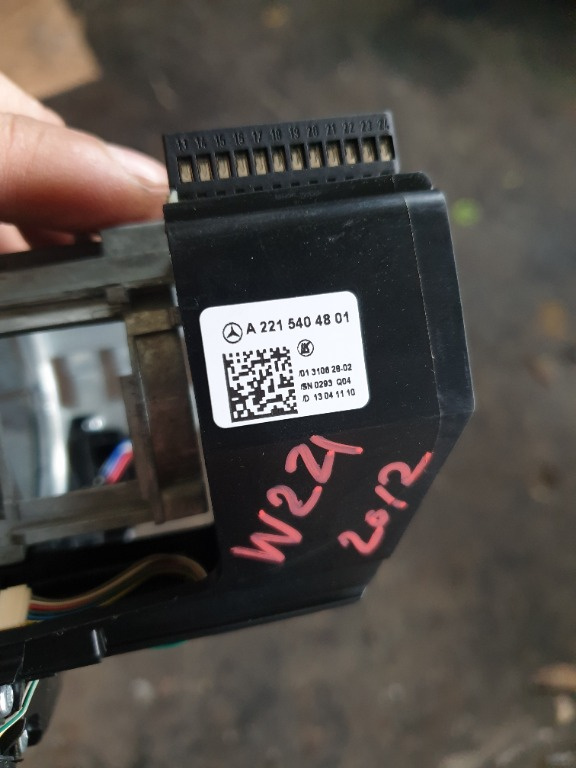 13 14 15 16 17 18 19 20 21 22 23 24
A 221 540 48 01
/01 3106 28-02
/SN 0293 Q04
/D 13 04 11 10
W221
2012